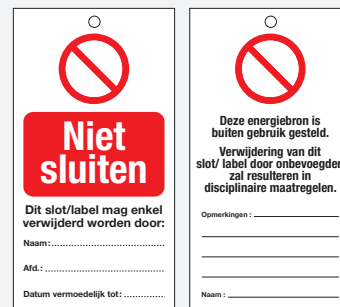 Niet
sluiten
Dit slot/label mag enkel
verwijderd worden door:
Naam:
Afd.:
Datum vermoedelijk tot:
Deze energiebron is
buiten gebruik gesteld.
Verwijdering van dit
slot/ label door onbevoegden
zal resulteren in
disciplinaire maatregelen.
Opmerkingen :
Naam :